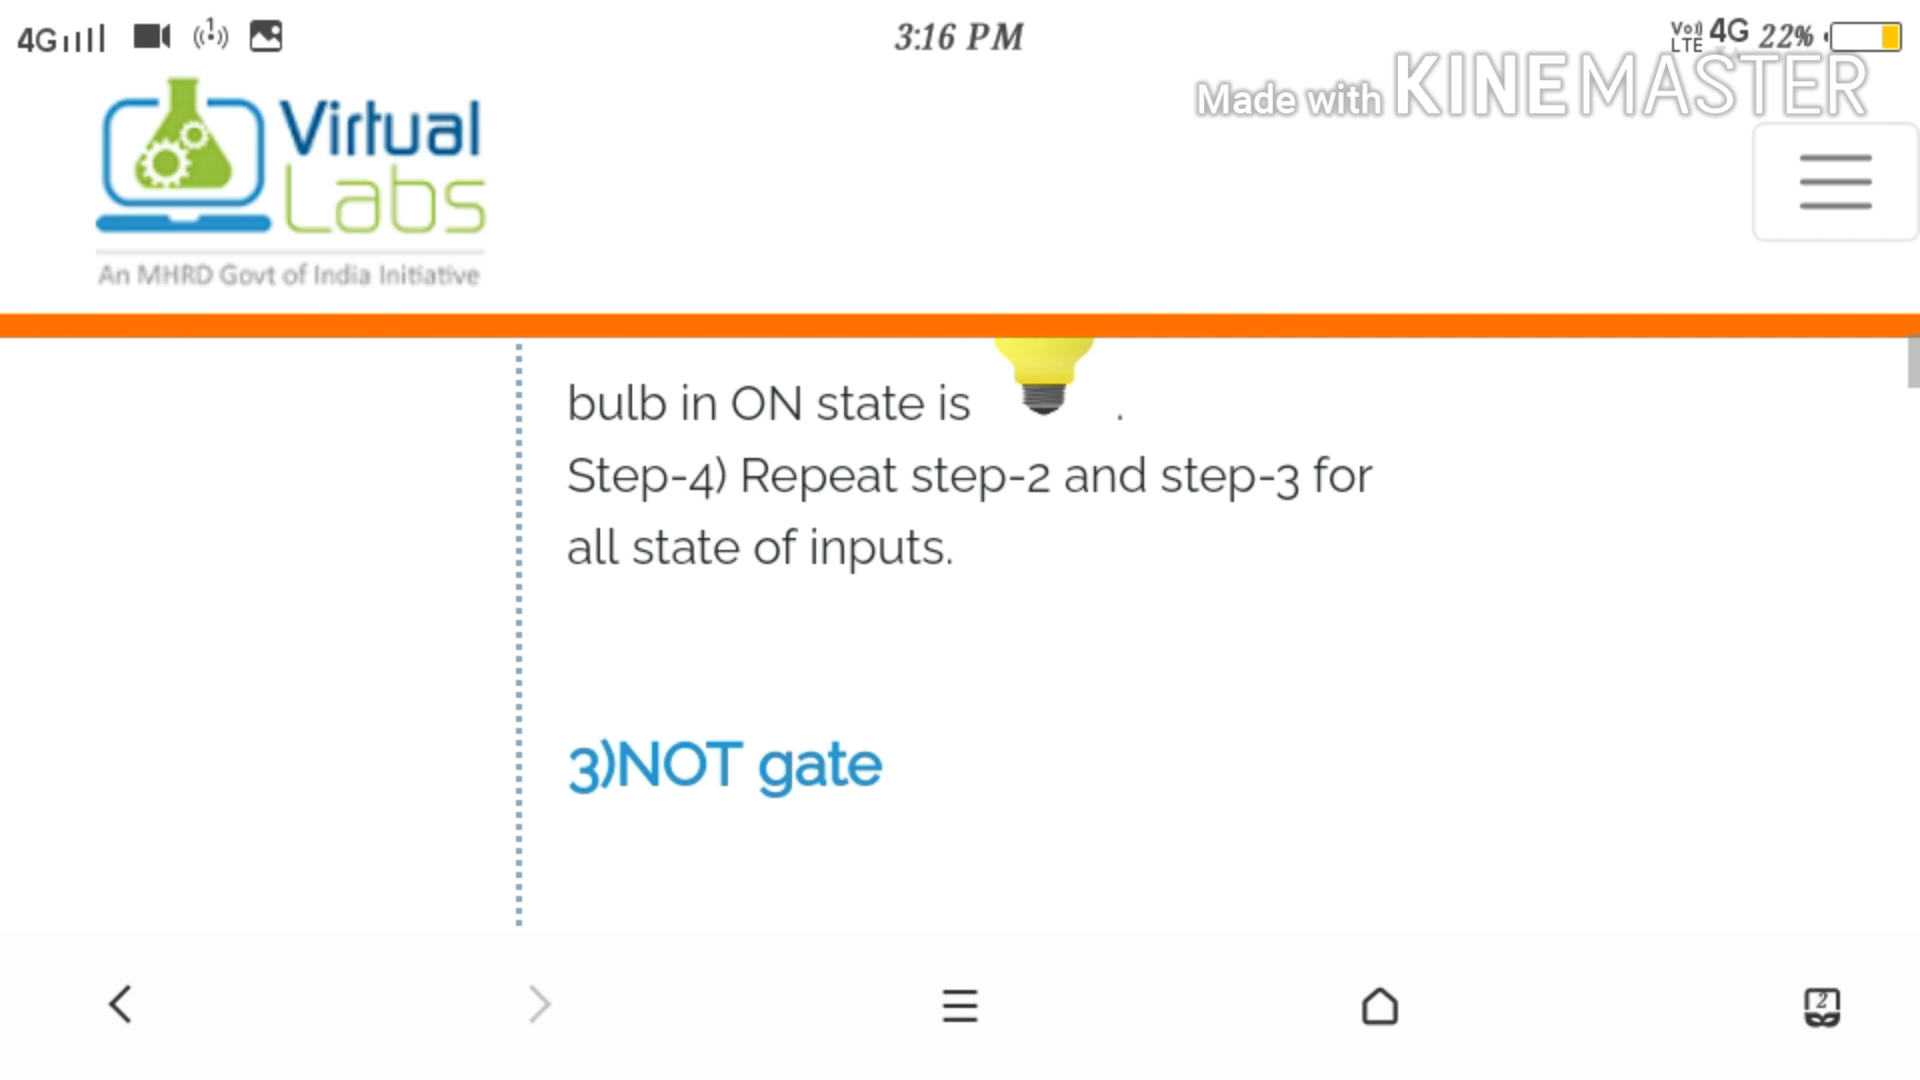 4G 1 3:16 PM Vo)) LTE 4G 22%
Made with KINEMASTER
Virtual
Labs
An MHRD Govt of India Initiative
bulb in ON state is .
Step-4) Repeat step-2 and step-3 for
all state of inputs.
3)NOT gate
2